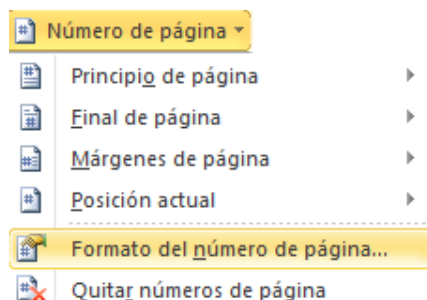 Número de página
Principio de página
Final de página
Márgenes de página
Posición actual
Formato del número de página...
Quitar números de página